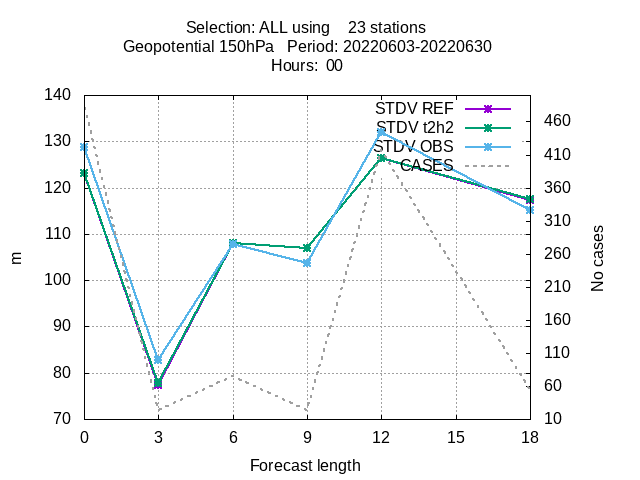 Selection: ALL using    23 stations
Geopotential 150hPa   Period: 20220603-20220630
Hours:  00
STDV REF
STDV t2h2
STDV OBS
CASES
140
130
120
110
100
90
80
70
m
460
410
360
310
260
210
160
110
60
10
No cases
0 3 6 9 12 15 18
Forecast length